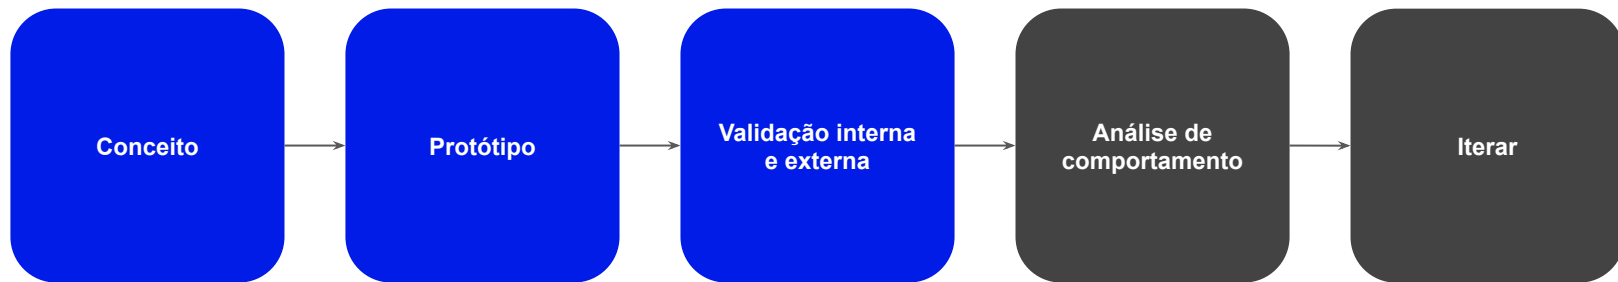 Conceito
Protótipo
Validação interna
e externa
Análise de
comportamento
Iterar